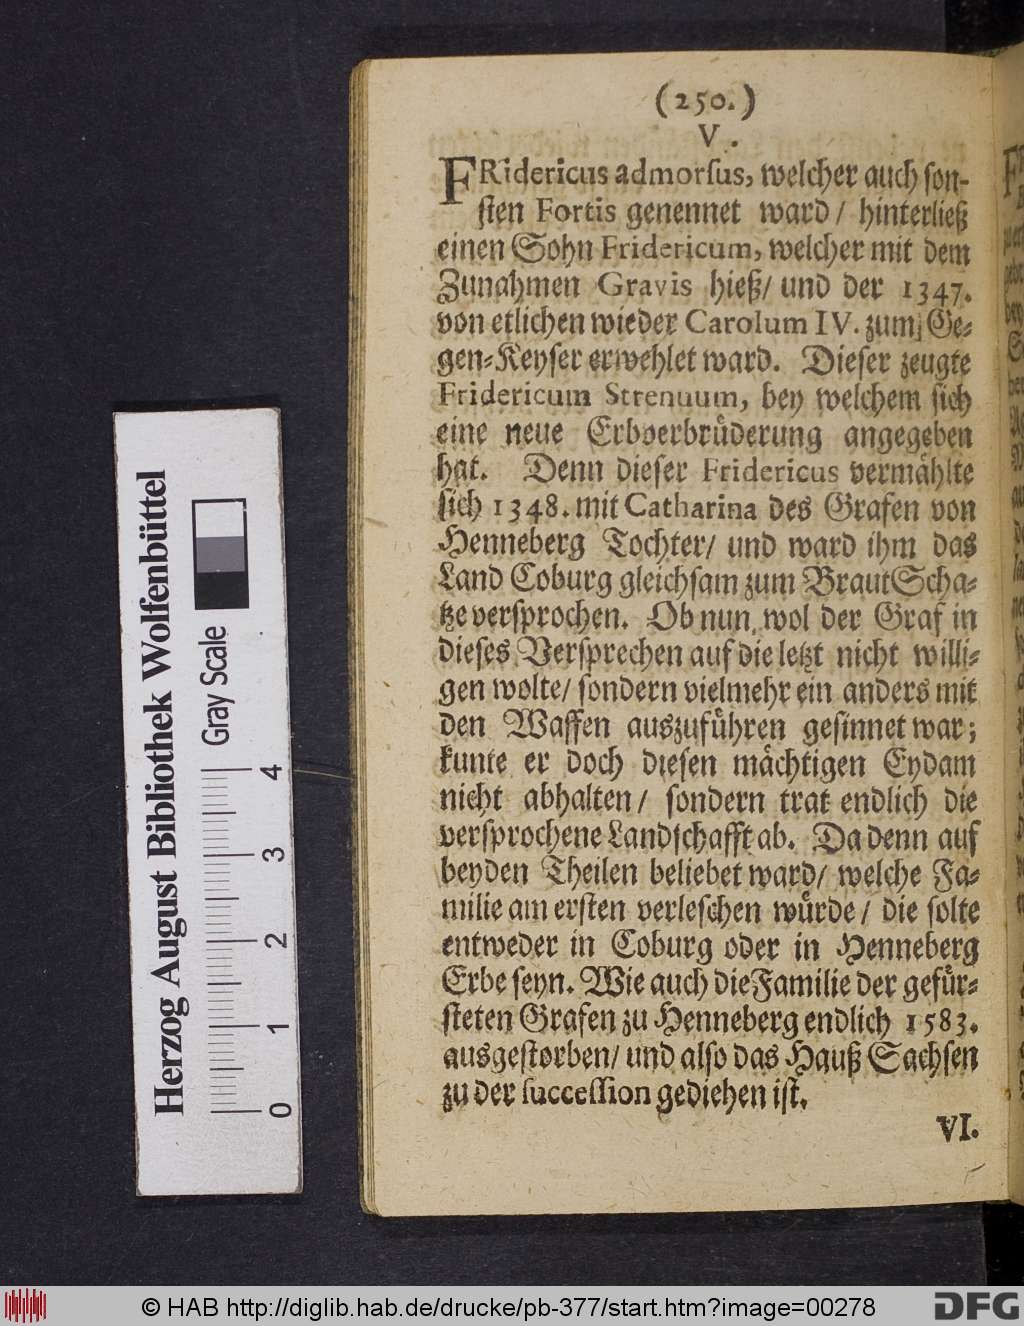 (250.)
V.
FRidericus admorsus, welcher auch son-
sten Fortis genennet ward / hinterließ
einen Sohn Fridericum, welcher mit dem
Zunahmen Gravis hieß / und der 1347.
von etlichen wieder Carolum IV. zum Ge-
gen-Keyser erwehlet ward. Dieser zeugte
Fridericum Strenuum, bey welchem sich
eine neue Erbverbrüderung angegeben
hat. Denn dieser Fridericus vermählte
sich 1348. mit Catharina des Grafen von
Henneberg Tochter / und ward ihm das
Land Coburg gleichsam zum BrautScha-
tze versprochen. Ob nun wol der Graf in
dieses Versprechen auf die letzt nicht willi-
gen wolte / sondern vielmehr ein anders mit
den Waffen auszuführen gesinnet war;
kunte er doch diesen mächtigen Eydam
nicht abhalten / sondern trat endlich die
versprochene Landschafft ab. Da denn auf
beyden Theilen beliebet ward / welche Fa-
milie am ersten verleschen würde / die solte
entweder in Coburg oder in Henneberg
Erbe seyn. Wie auch die Familie der gefür-
steten Grafen zu Henneberg endlich 1583.
ausgestorben / und also das Hauß Sachsen
zu der succession gediehen ist.
VI.
Herzog August Bibliothek Wolfenbüttel
Gray Scale
0 1 2 3 4
© HAB http://diglib.hab.de/drucke/pb-377/start.htm?image=00278
DFG